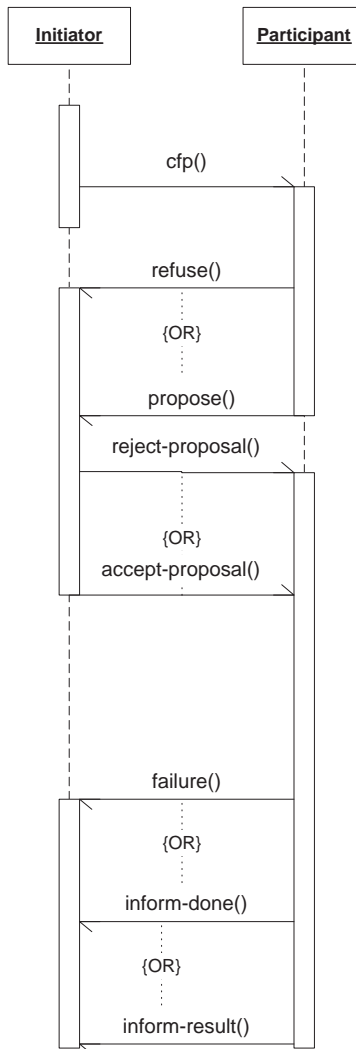 Initiator
Participant
cfp()
refuse()
{OR}
propose()
reject-proposal()
{OR}
accept-proposal()
failure()
{OR}
inform-done()
{OR}
inform-result()